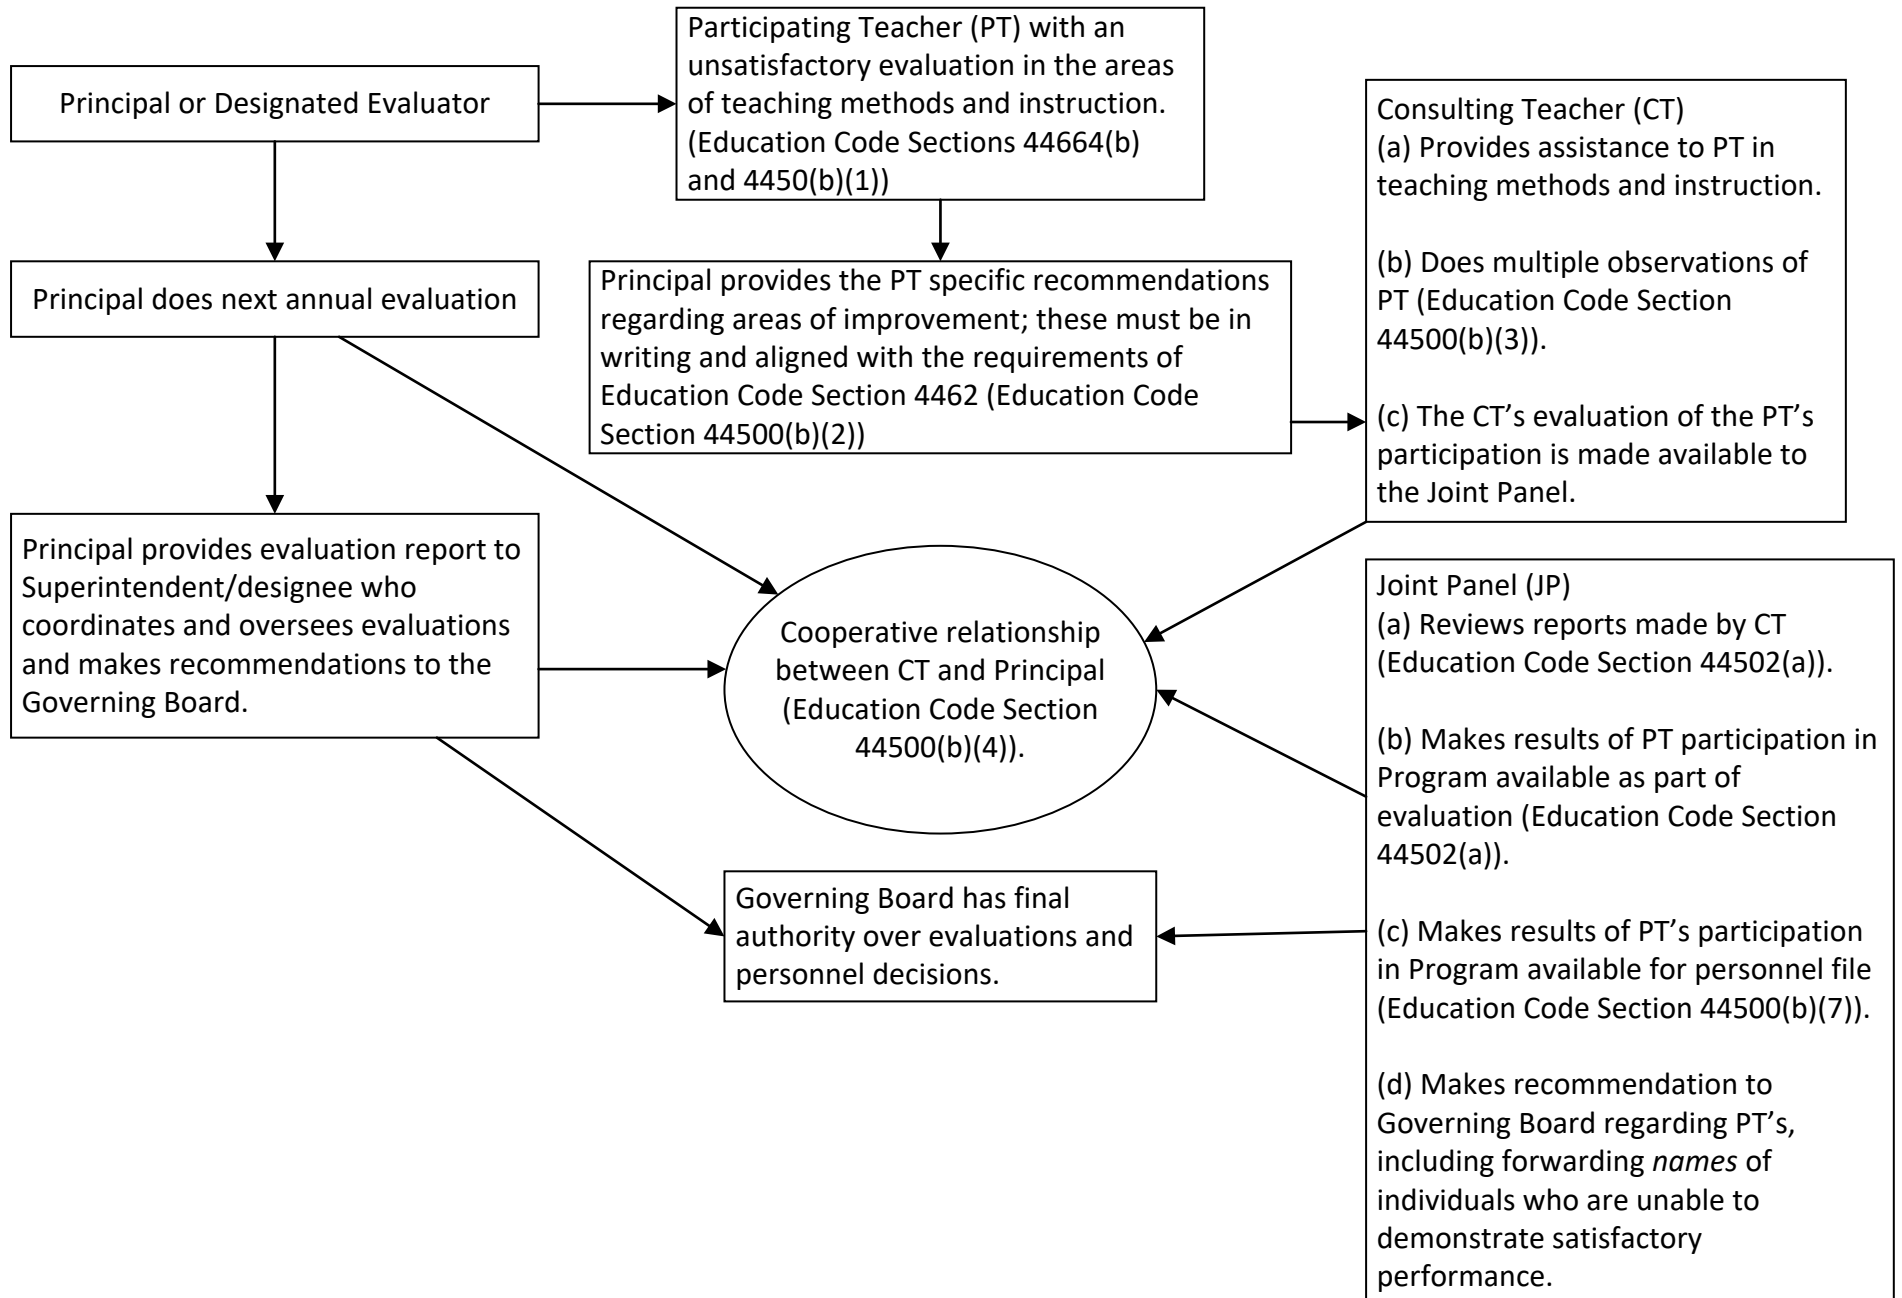 Principal or Designated Evaluator
Participating Teacher (PT) with an
unsatisfactory evaluation in the areas
of teaching methods and instruction.
(Education Code Sections 44664(b)
and 4450(b)(1))
Principal does next annual evaluation
Principal provides the PT specific recommendations
regarding areas of improvement; these must be in
writing and aligned with the requirements of
Education Code Section 4462 (Education Code
Section 44500(b)(2))
Consulting Teacher (CT)
(a) Provides assistance to PT in
teaching methods and instruction.
(b) Does multiple observations of
PT (Education Code Section
44500(b)(3)).
(c) The CT’s evaluation of the PT’s
participation is made available to
the Joint Panel.
Principal provides evaluation report to
Superintendent/designee who
coordinates and oversees evaluations
and makes recommendations to the
Governing Board.
Cooperative relationship
between CT and Principal
(Education Code Section
44500(b)(4)).
Governing Board has final
authority over evaluations and
personnel decisions.
Joint Panel (JP)
(a) Reviews reports made by CT
(Education Code Section 44502(a)).
(b) Makes results of PT participation in
Program available as part of
evaluation (Education Code Section
44502(a)).
(c) Makes results of PT’s participation
in Program available for personnel file
(Education Code Section 44500(b)(7)).
(d) Makes recommendation to
Governing Board regarding PT’s,
including forwarding names of
individuals who are unable to
demonstrate satisfactory
performance.